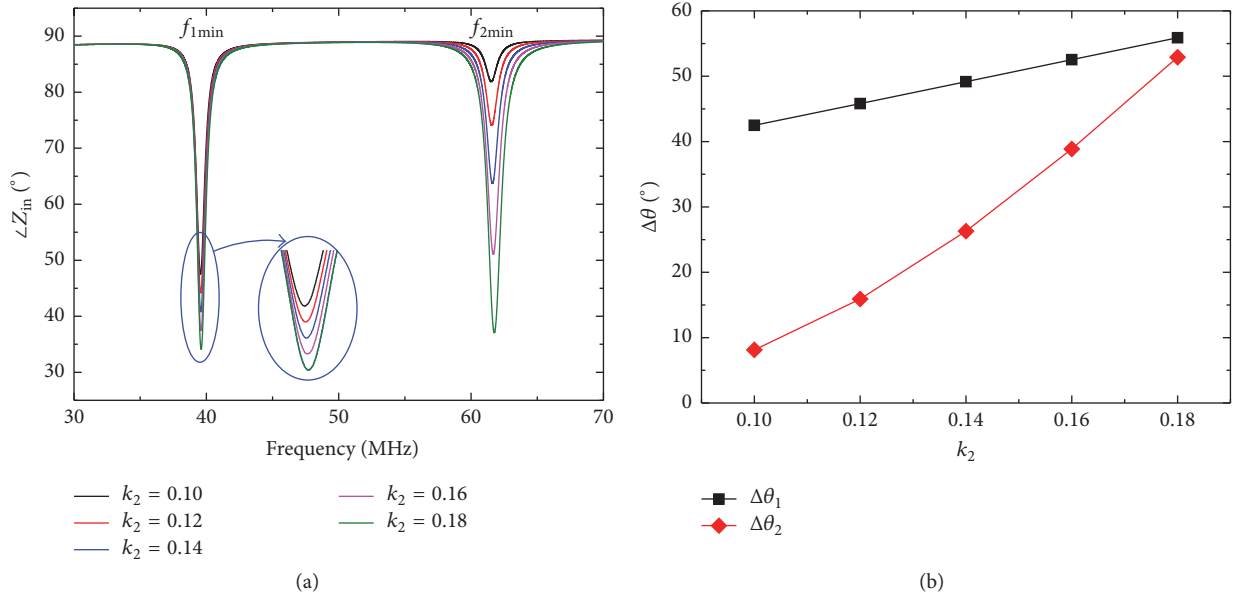 f1min
f2min
90
80
70
60
50
40
30
∠Zin (°)
30
40
50
60
70
Frequency (MHz)
k2 = 0.10
k2 = 0.12
k2 = 0.14
k2 = 0.16
k2 = 0.18
(a)
60
50
40
30
20
10
0
Δθ (°)
0.10
0.12
0.14
0.16
0.18
k2
Δθ1
Δθ2
(b)